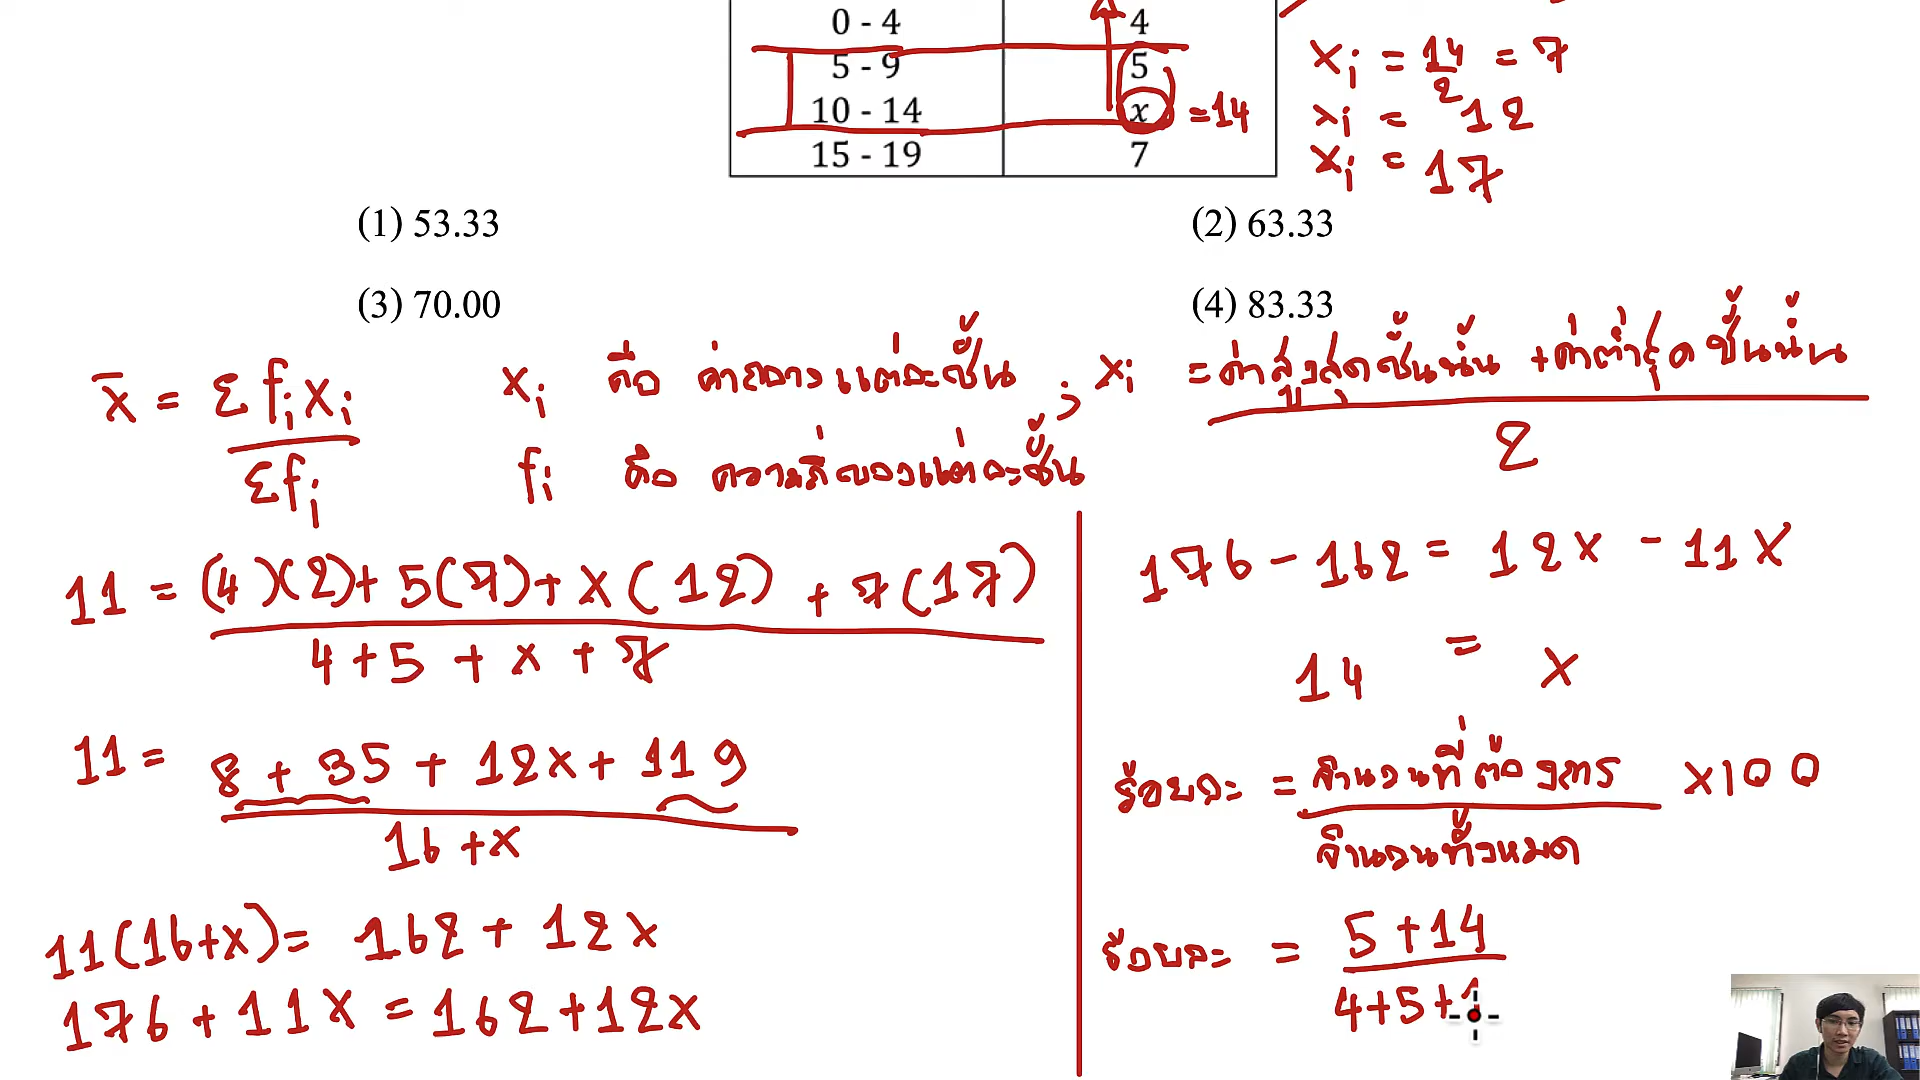 0 - 4 4
5 - 9 5
10 - 14 x = 14
15 - 19 7
xi = 14/2 = 7
xi = 12
xi = 17
(1) 53.33 (2) 63.33
(3) 70.00 (4) 83.33
x̄ = Σfixi / Σfi
xi คือ ค่ากลางแต่ละชั้น ; xi = ค่าสูงสุดชั้นนั้น + ค่าต่ำสุดชั้นนั้น / 2
fi คือ ความถี่ของแต่ละชั้น
11 = (4)(2) + 5(7) + x(12) + 7(17) / 4 + 5 + x + 7
11 = 8 + 35 + 12x + 119 / 16 + x
11(16+x) = 162 + 12x
176 + 11x = 162 + 12x
176 - 162 = 12x - 11x
14 = x
ร้อยละ = จำนวนที่ต้องการ / จำนวนทั้งหมด x100
ร้อยละ = 5 + 14 / 4+5+1